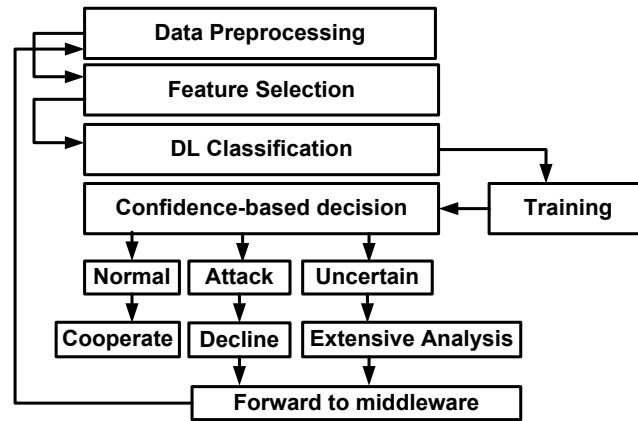 Data Preprocessing
Feature Selection
DL Classification
Confidence-based decision
Training
Normal
Attack
Uncertain
Cooperate
Decline
Extensive Analysis
Forward to middleware